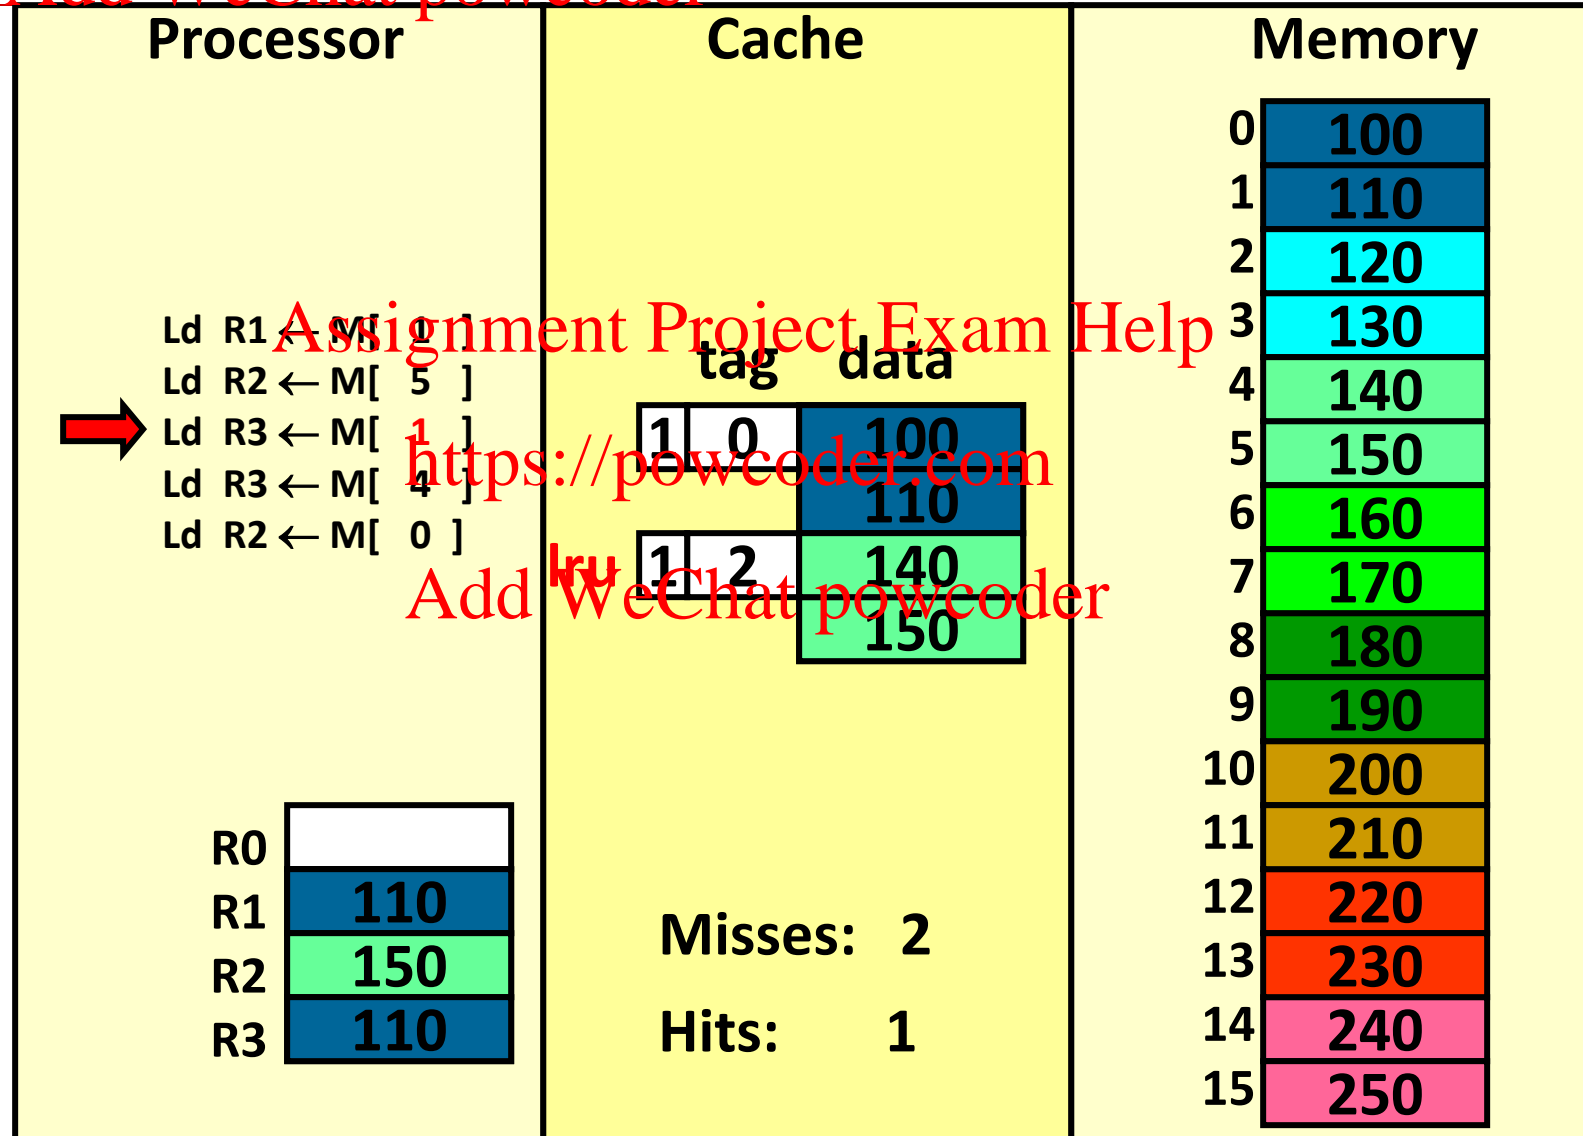 Add WeChat powcoder
Processor
Cache
Memory
Ld R1 ← M[ 1 ]
Ld R2 ← M[ 5 ]
Ld R3 ← M[ 1 ]
Ld R3 ← M[ 4 ]
Ld R2 ← M[ 0 ]
Assignment Project Exam Help
https://powcoder.com
Add WeChat powcoder
tag data
1 0 100
110
lru 1 2 140
150
R0
R1 110
R2 150
R3 110
Misses: 2
Hits: 1
0 100
1 110
2 120
3 130
4 140
5 150
6 160
7 170
8 180
9 190
10 200
11 210
12 220
13 230
14 240
15 250